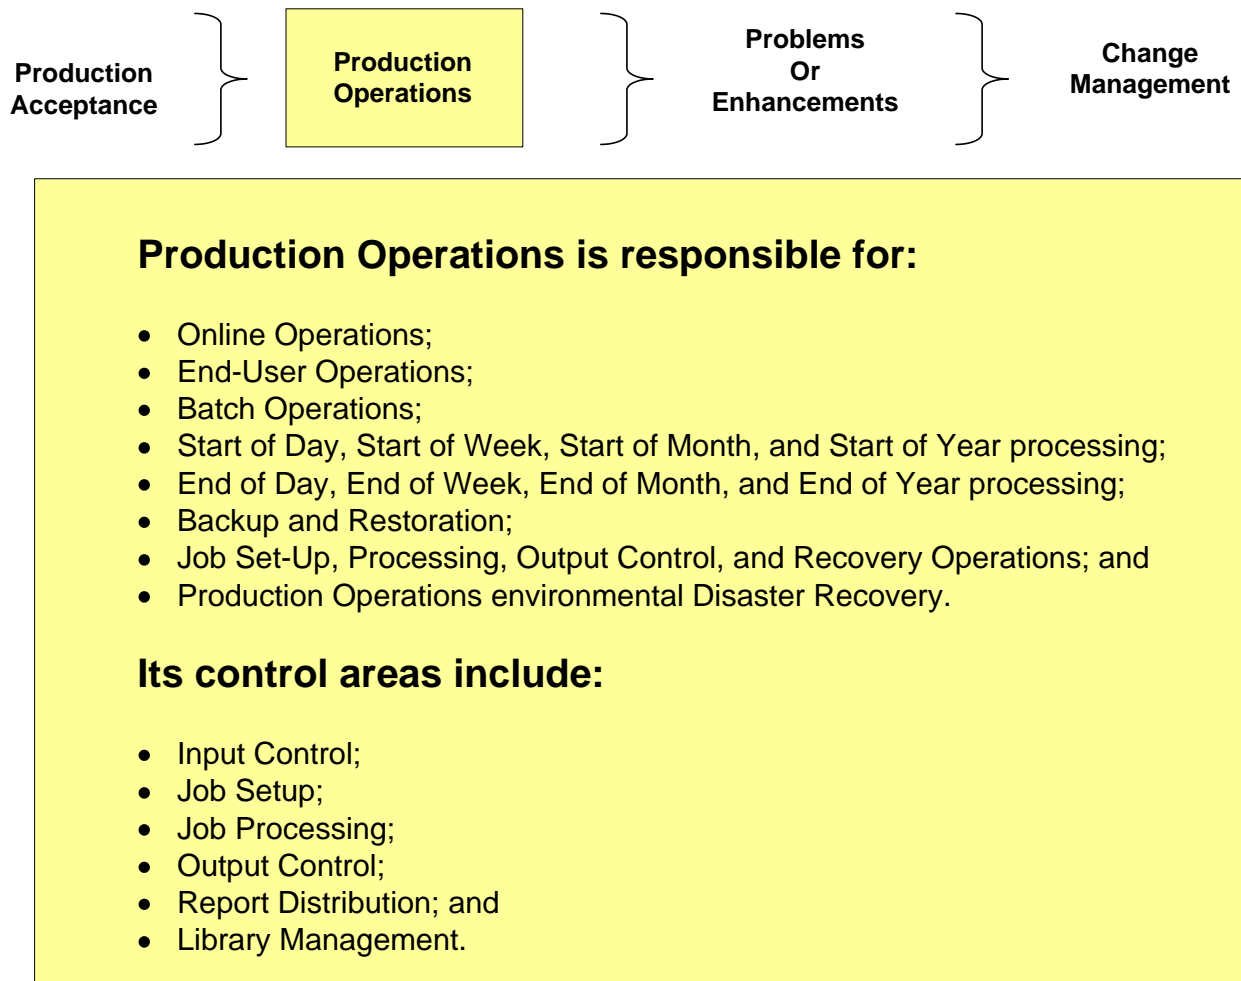 Production
Acceptance
Production
Operations
Problems
Or
Enhancements
Change
Management
Production Operations is responsible for:
• Online Operations;
• End-User Operations;
• Batch Operations;
• Start of Day, Start of Week, Start of Month, and Start of Year processing;
• End of Day, End of Week, End of Month, and End of Year processing;
• Backup and Restoration;
• Job Set-Up, Processing, Output Control, and Recovery Operations; and
• Production Operations environmental Disaster Recovery.
Its control areas include:
• Input Control;
• Job Setup;
• Job Processing;
• Output Control;
• Report Distribution; and
• Library Management.